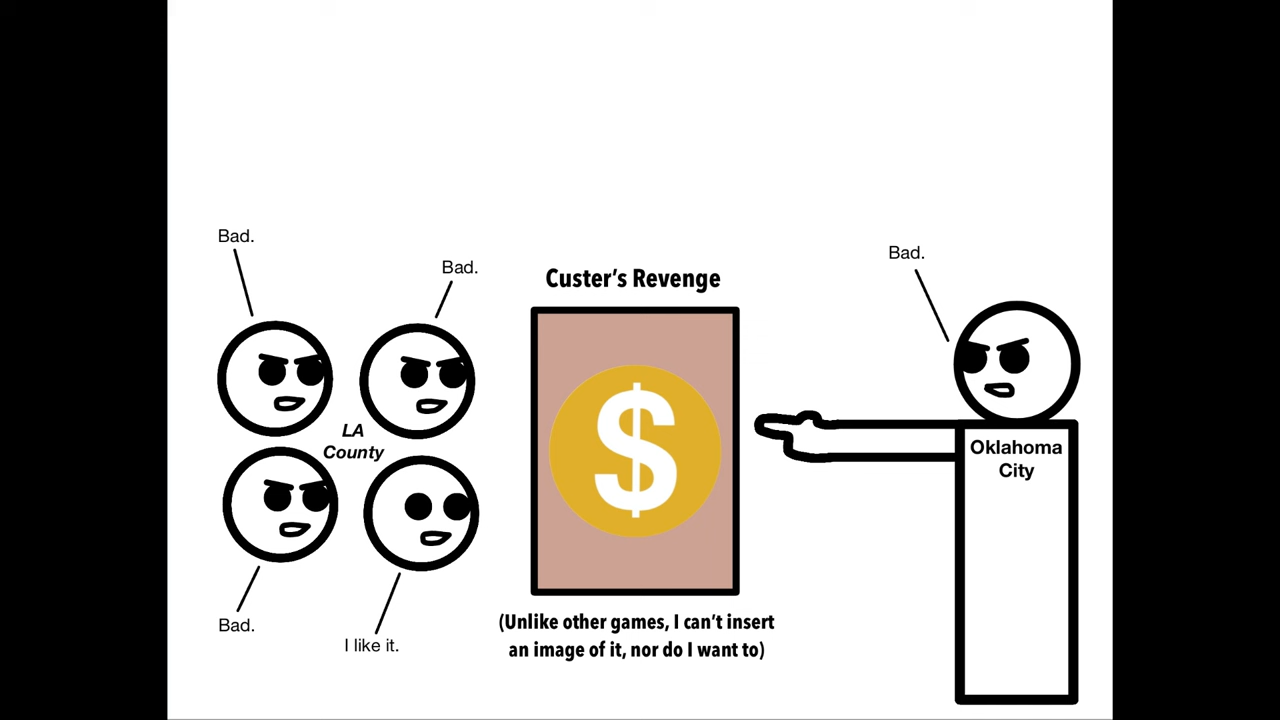 Bad.
Bad.
Bad.
Custer's Revenge
$
LA
County
Oklahoma
City
Bad.
I like it.
(Unlike other games, I can't insert
an image of it, nor do I want to)